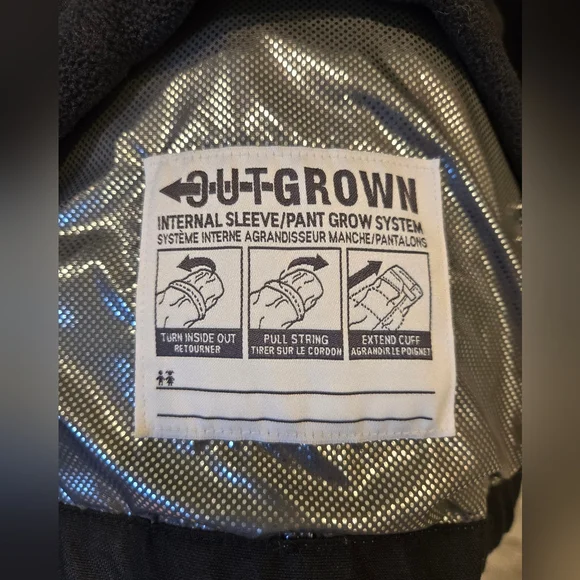 OUTGROWN
INTERNAL SLEEVE/PANT GROW SYSTEM
SYSTÈME INTERNE AGRANDISSEUR MANCHE/PANTALONS
TURN INSIDE OUT
RETOURNER
PULL STRING
TIRER SUR LE CORDON
EXTEND CUFF
AGRANDIR LE POIGNET